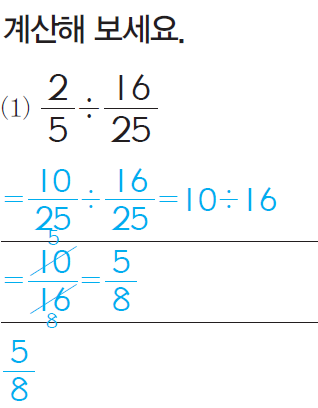 계산해 보세요.
(1) 2/5 ÷ 16/25
= 10/25 ÷ 16/25 = 10÷16
5
= 10/16 = 5/8
8
5/8